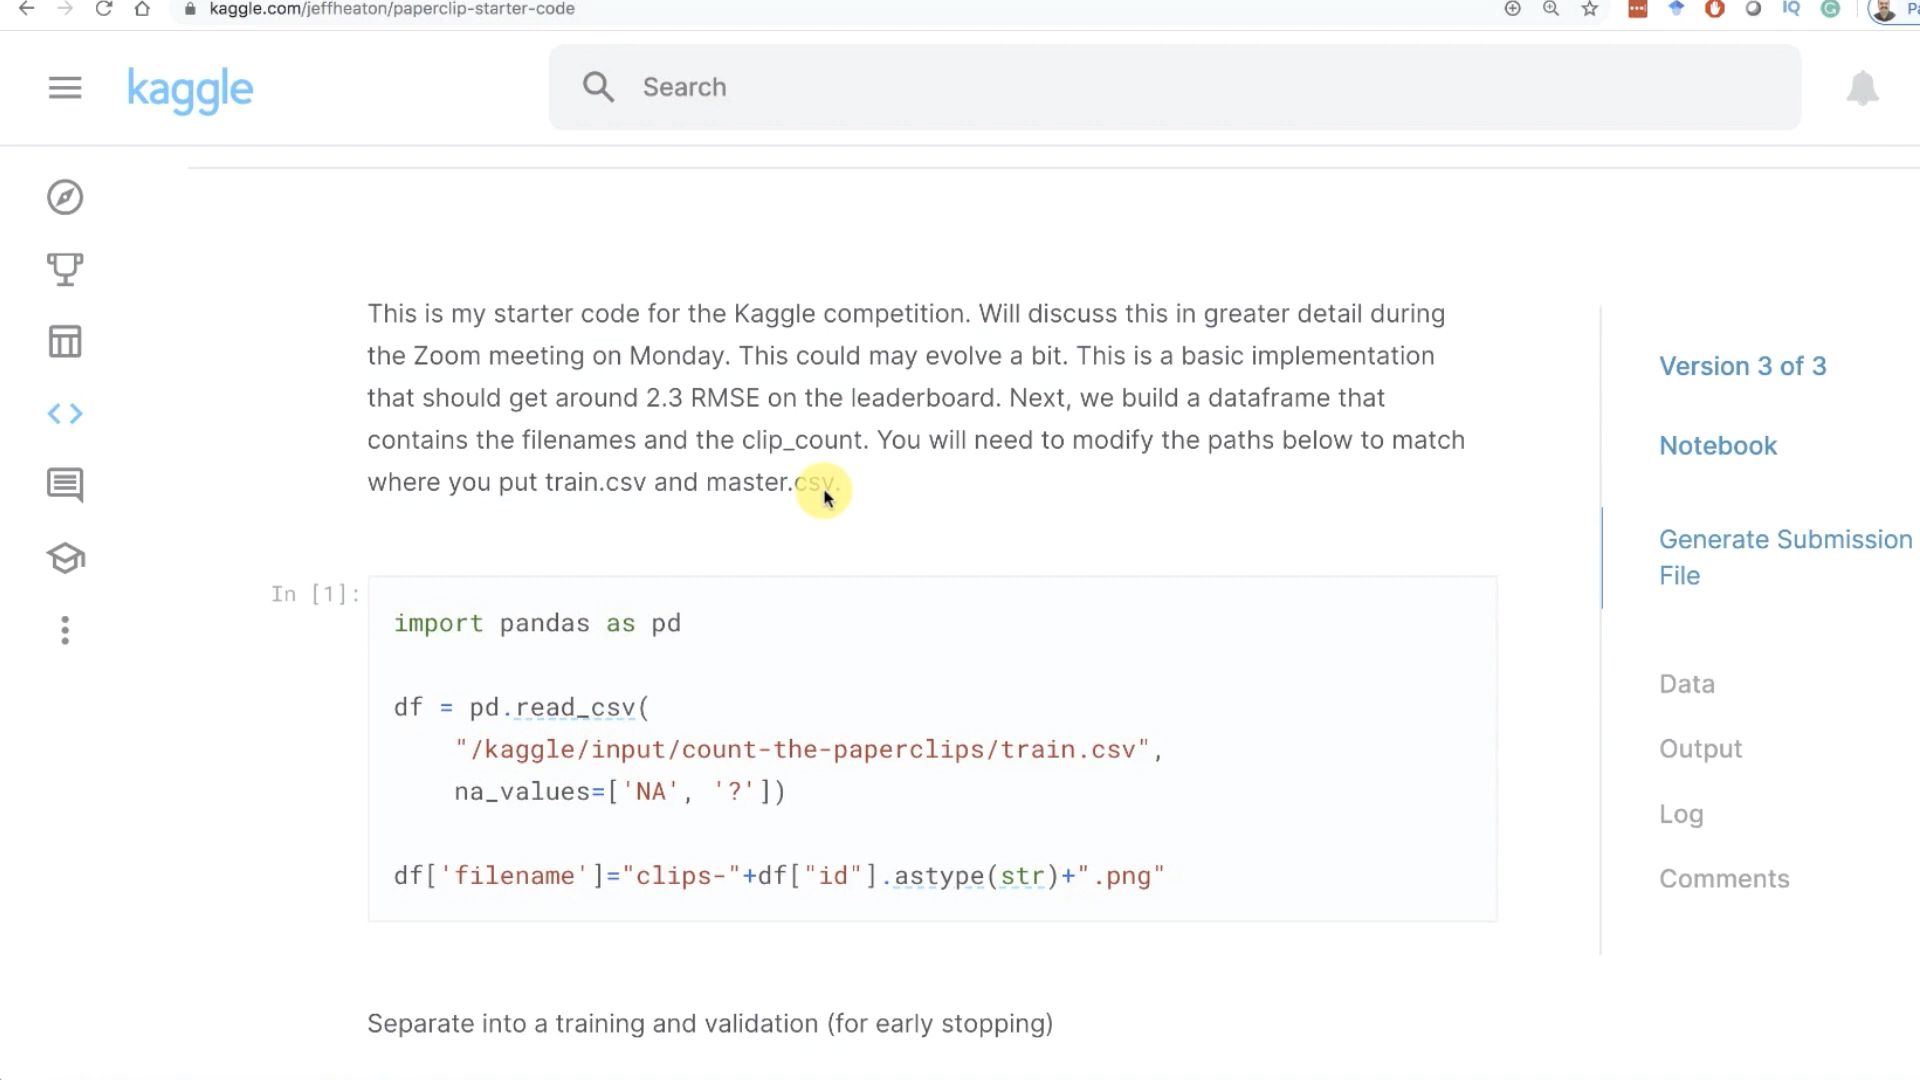 kaggle.com/jeffheaton/paperclip-starter-code
IQ
kaggle
Search
This is my starter code for the Kaggle competition. Will discuss this in greater detail during
the Zoom meeting on Monday. This could may evolve a bit. This is a basic implementation
that should get around 2.3 RMSE on the leaderboard. Next, we build a dataframe that
contains the filenames and the clip_count. You will need to modify the paths below to match
where you put train.csv and master.csv.
In [1]:
import pandas as pd
df = pd.read_csv(
"/kaggle/input/count-the-paperclips/train.csv",
na_values=['NA', '?'])
df['filename']="clips-"+df["id"].astype(str)+".png"
Separate into a training and validation (for early stopping)
Version 3 of 3
Notebook
Generate Submission
File
Data
Output
Log
Comments